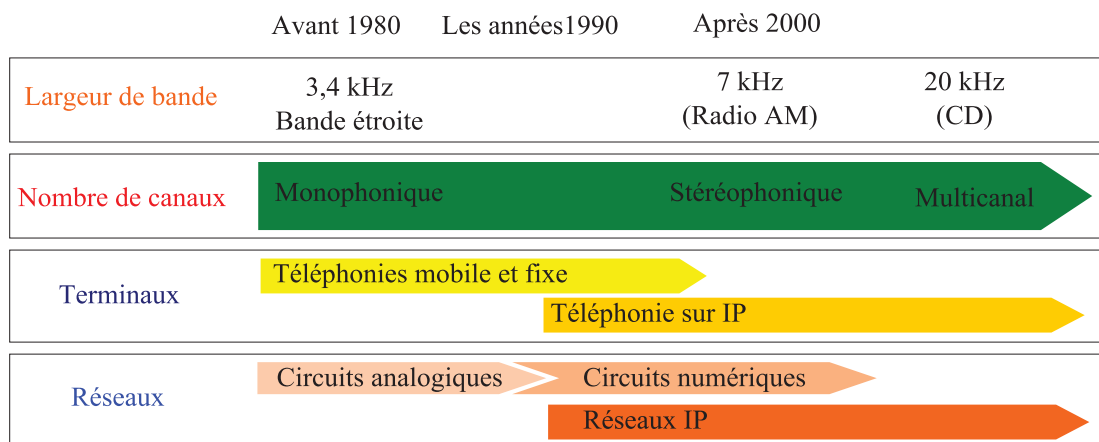 Avant 1980 Les années1990 Après 2000
Largeur de bande
3,4 kHz
Bande étroite
7 kHz
(Radio AM)
20 kHz
(CD)
Nombre de canaux
Monophonique
Stéréophonique
Multicanal
Terminaux
Téléphonies mobile et fixe
Téléphonie sur IP
Réseaux
Circuits analogiques
Circuits numériques
Réseaux IP